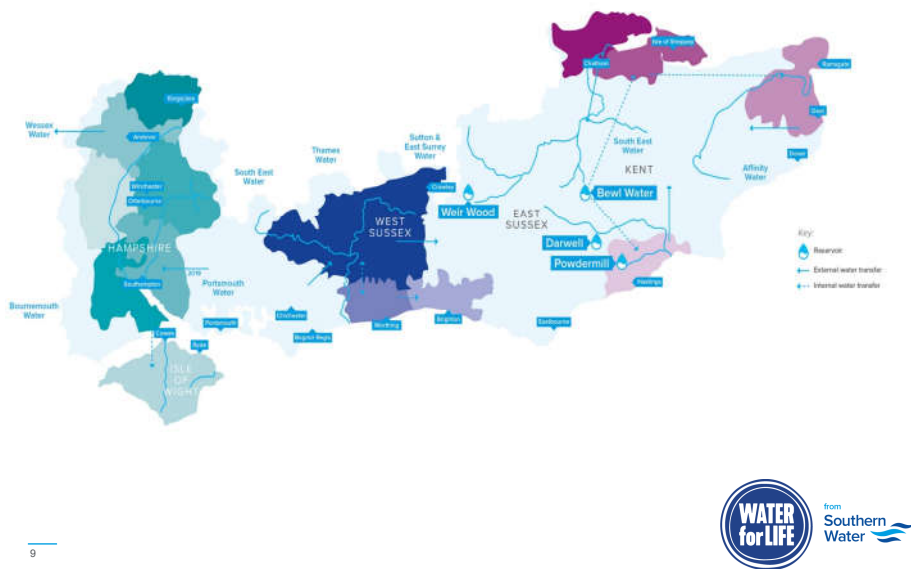 Isle of Sheppey
Chatham
Ramsgate
Kingsclere
Deal
Wessex
Water
Andover
Sutton &
East Surrey
Water
South East
Water
Dover
Thames
Water
KENT
South East
Water
Affinity
Water
Winchester
Otterbourne
Crawley
Bewl Water
Weir Wood
EAST
SUSSEX
WEST
SUSSEX
Key:
HAMPSHIRE
Darwell
Reservoir
Powdermill
External water transfer
2019
Southampton
Portsmouth
Water
Hastings
Internal water transfer
Bournemouth
Water
Chichester
Portsmouth
Worthing
Brighton
Eastbourne
Cowes
Bognor Regis
Ryde
ISLE
OF
WIGHT
WATER
for LIFE
from
Southern
Water
9